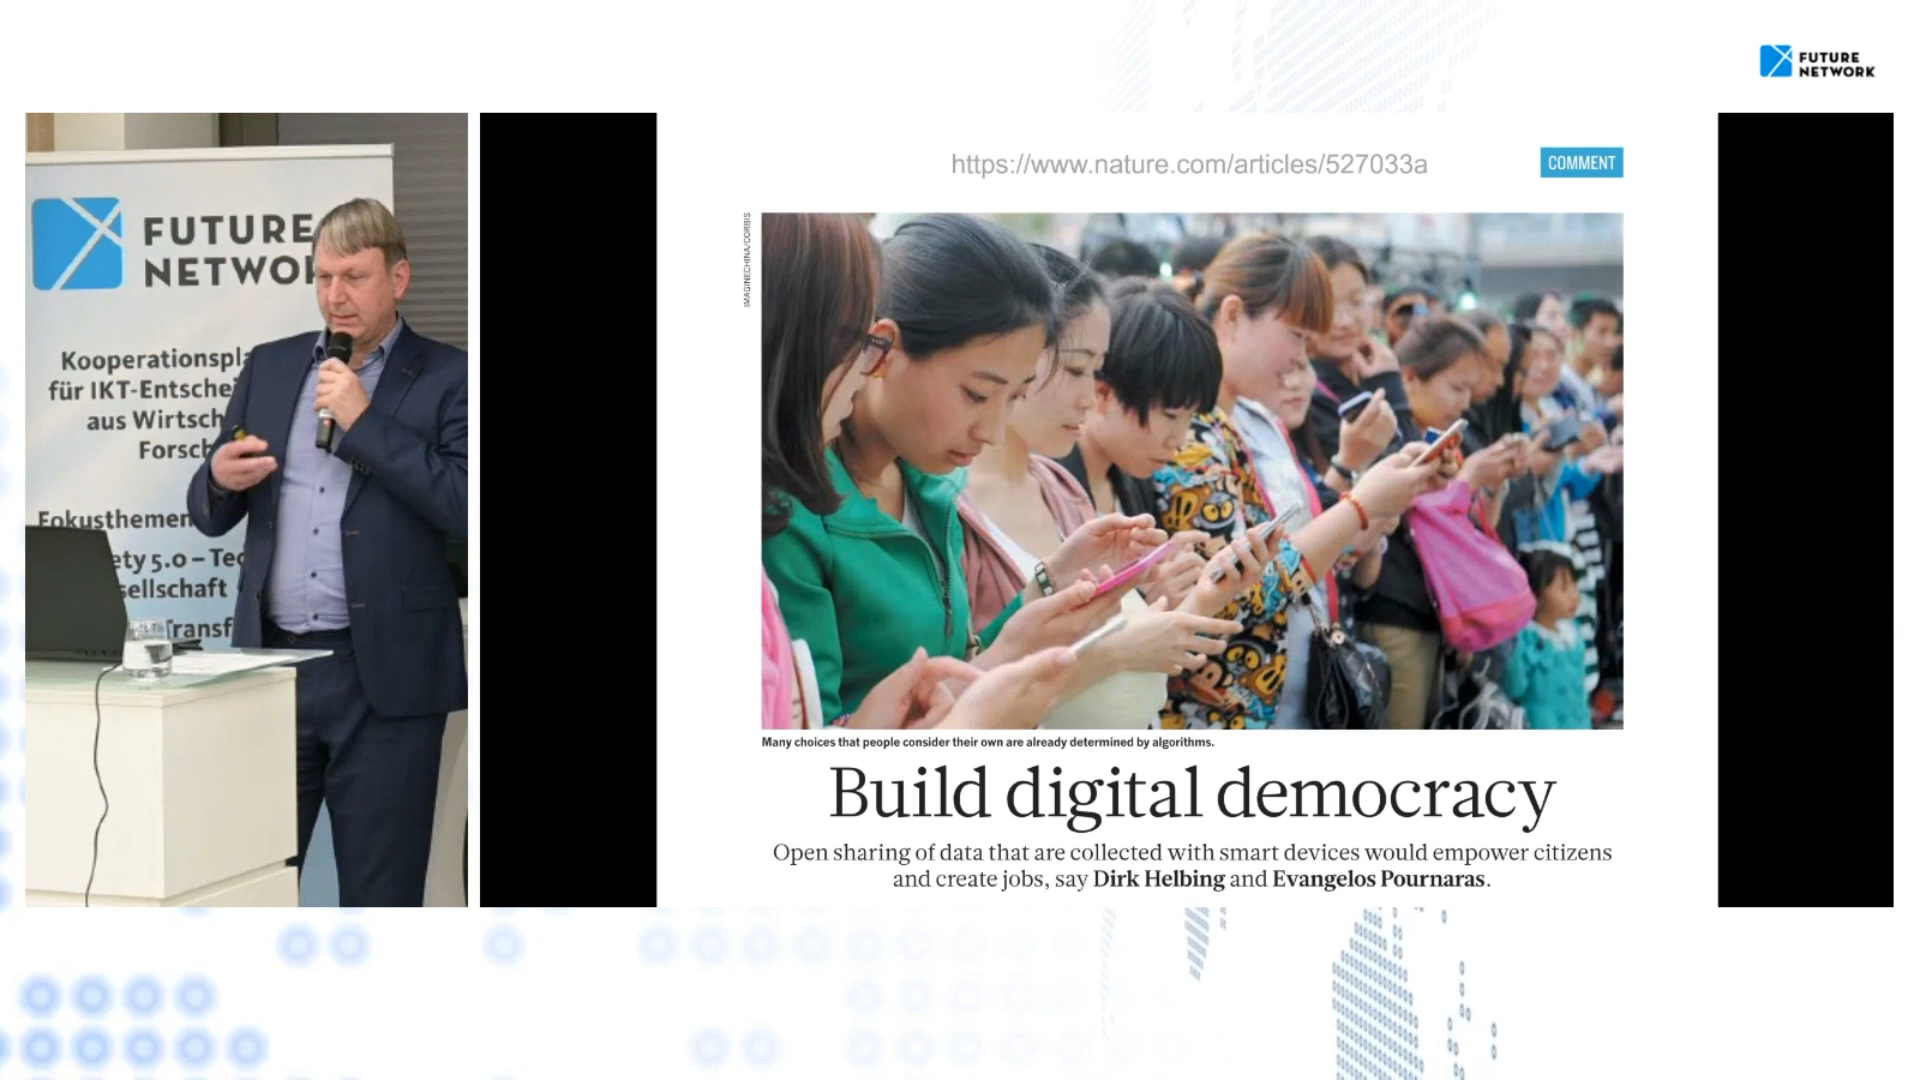 FUTURE
NETWORK
FUTURE
NETWO
Kooperationspla
für IKT-Entschei
aus Wirtsch
Forsch
Fokusthemen
ety 5.0 – Tec
sellschaft
Transf
https://www.nature.com/articles/527033a
COMMENT
IMAGINECHINA/CORBIS
Many choices that people consider their own are already determined by algorithms.
Build digital democracy
Open sharing of data that are collected with smart devices would empower citizens
and create jobs, say Dirk Helbing and Evangelos Pournaras.